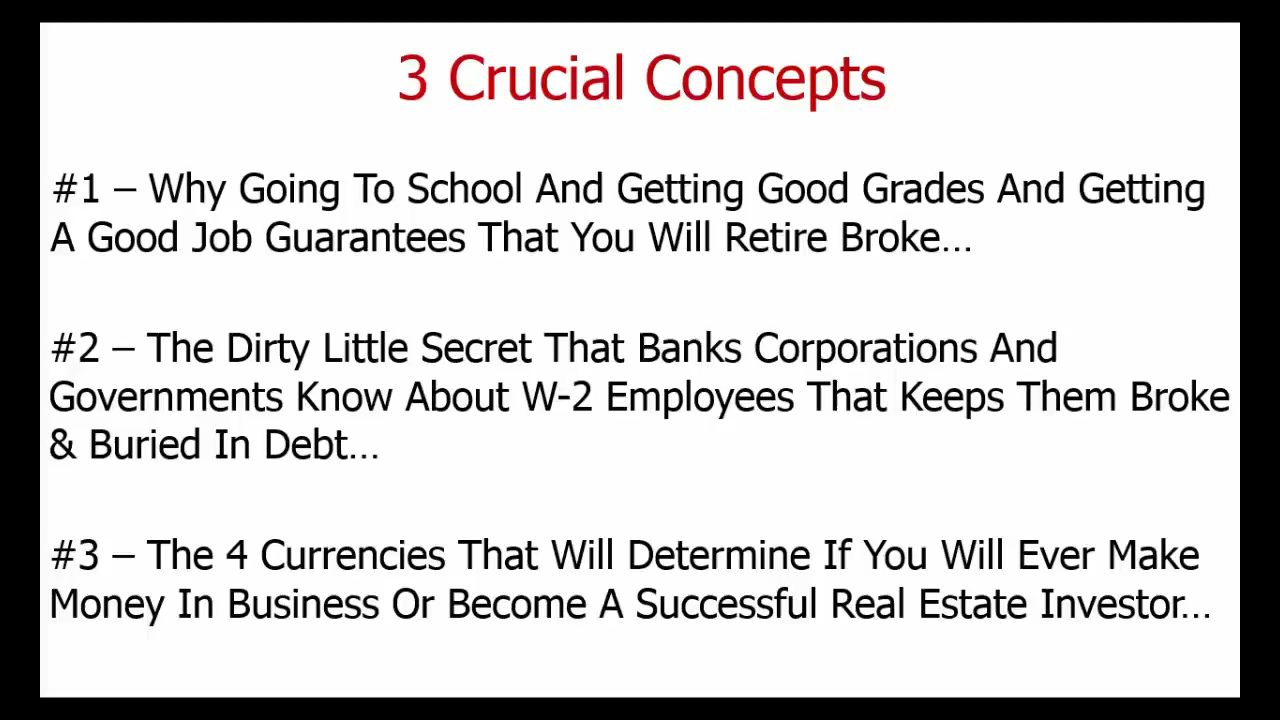 3 Crucial Concepts
#1 – Why Going To School And Getting Good Grades And Getting
A Good Job Guarantees That You Will Retire Broke...
#2 – The Dirty Little Secret That Banks Corporations And
Governments Know About W-2 Employees That Keeps Them Broke
& Buried In Debt...
#3 – The 4 Currencies That Will Determine If You Will Ever Make
Money In Business Or Become A Successful Real Estate Investor...